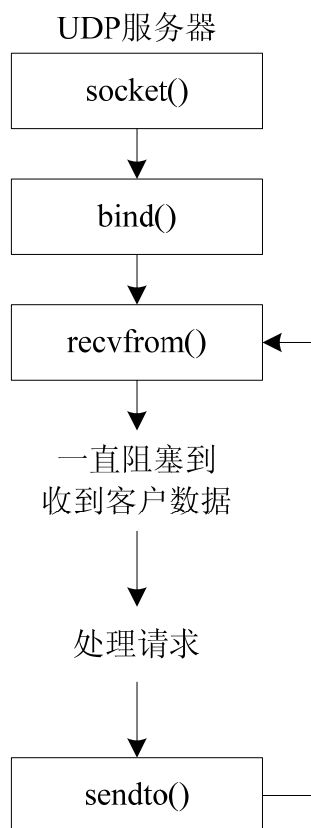 UDP服务器
socket()
bind()
recvfrom()
一直阻塞到
收到客户数据
处理请求
sendto()